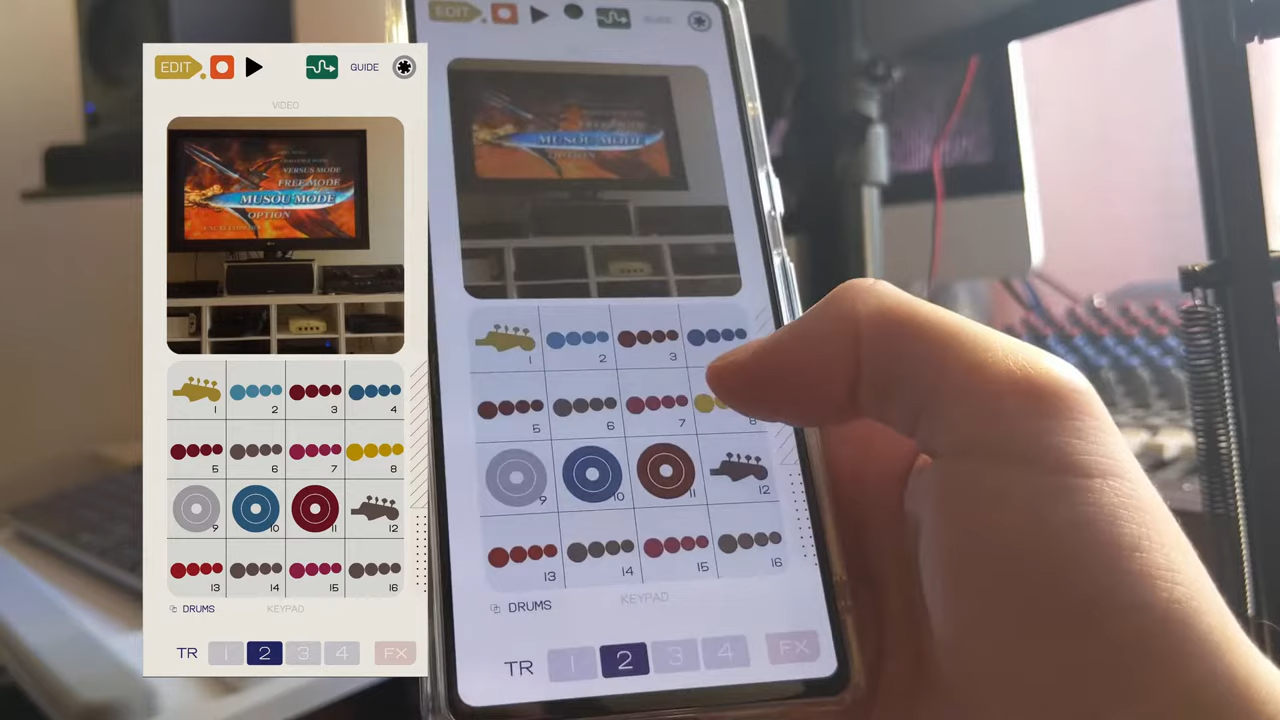 EDIT
GUIDE
VIDEO
VERSUS MODE
FREE MODE
MUSOU MODE
OPTION
1 2 3 4
5 6 7 8
9 10 11 12
13 14 15 16
DRUMS KEYPAD
TR 1 2 3 4 FX
EDIT
GUIDE
MUSOU MODE
OPTION
1 2 3
5 6 7 8
9 10 11 12
13 14 15 16
DRUMS KEYPAD
TR 1 2 3 4 FX